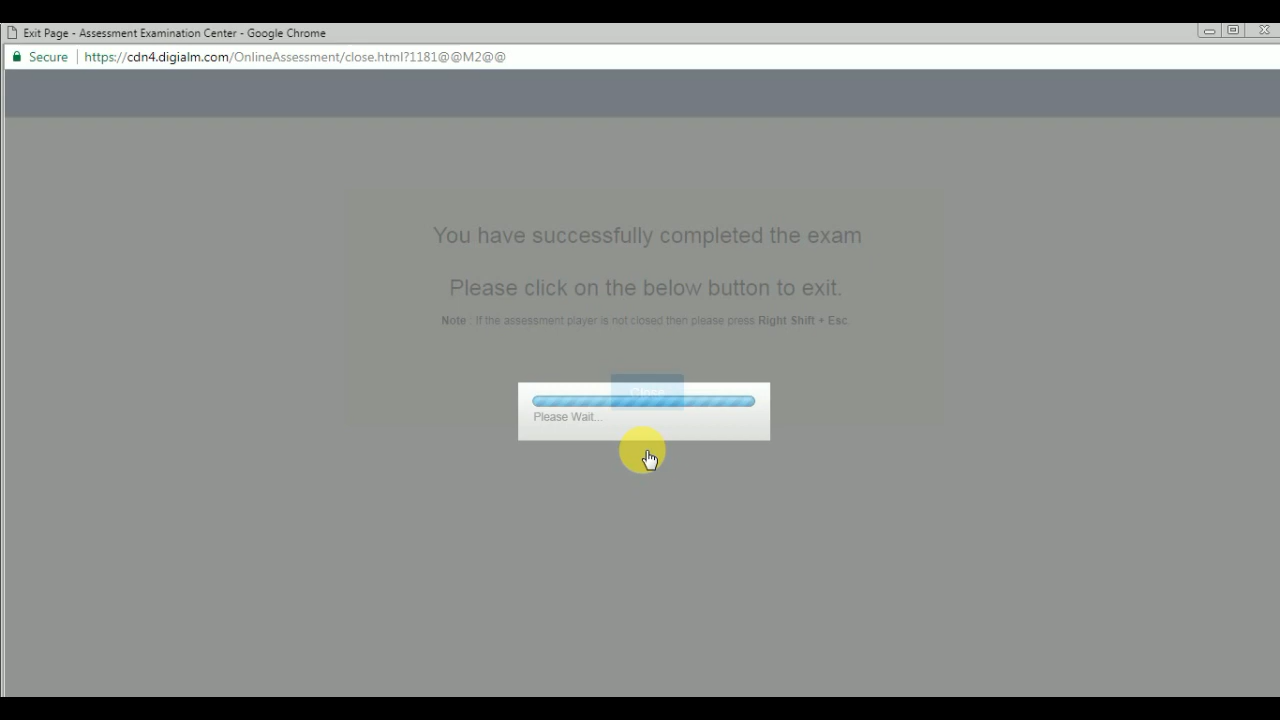 Exit Page - Assessment Examination Center - Google Chrome
Secure https://cdn4.digialm.com/OnlineAssessment/close.html?1181@@M2@@
You have successfully completed the exam
Please click on the below button to exit.
Note : If the assessment player is not closed then please press Right Shift + Esc.
Close
Please Wait...